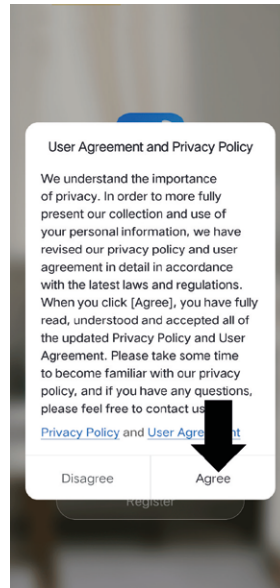 User Agreement and Privacy Policy
We understand the importance
of privacy. In order to more fully
present our collection and use of
your personal information, we have
revised our privacy policy and user
agreement in detail in accordance
with the latest laws and regulations.
When you click [Agree], you have fully
read, understood and accepted all of
the updated Privacy Policy and User
Agreement. Please take some time
to become familiar with our privacy
policy, and if you have any questions,
please feel free to contact us
Privacy Policy and User
Disagree
Agree
Register